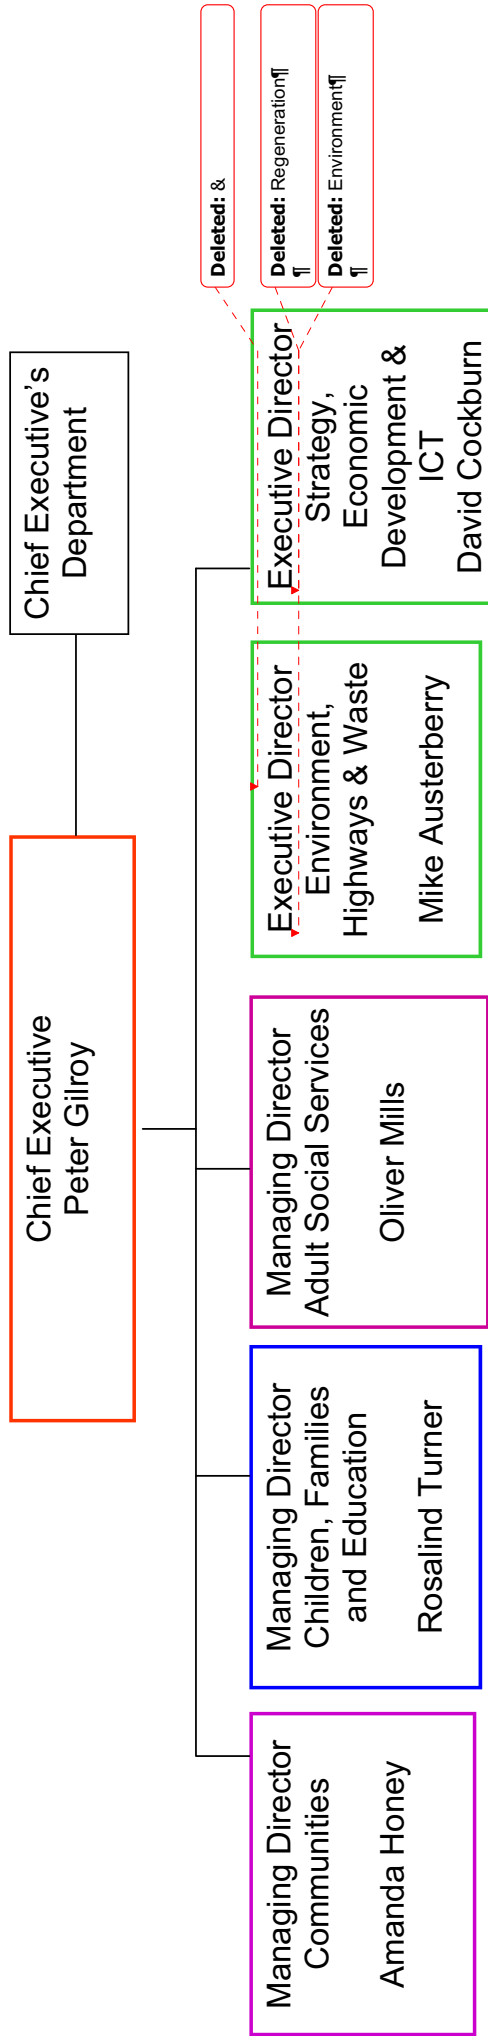 Chief Executive
Peter Gilroy
Chief Executive's
Department
Managing Director
Communities
Amanda Honey
Managing Director
Children, Families
and Education
Rosalind Turner
Managing Director
Adult Social Services
Oliver Mills
Executive Director
Environment,
Highways & Waste
Mike Austerberry
Executive Director
Strategy,
Economic
Development &
ICT
David Cockburn
Deleted: &
Deleted: Regeneration¶
¶
Deleted: Environment¶
¶